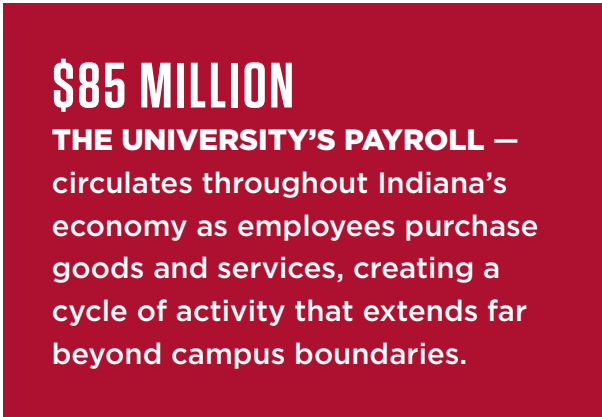 $85 MILLION
THE UNIVERSITY’S PAYROLL —
circulates throughout Indiana’s
economy as employees purchase
goods and services, creating a
cycle of activity that extends far
beyond campus boundaries.